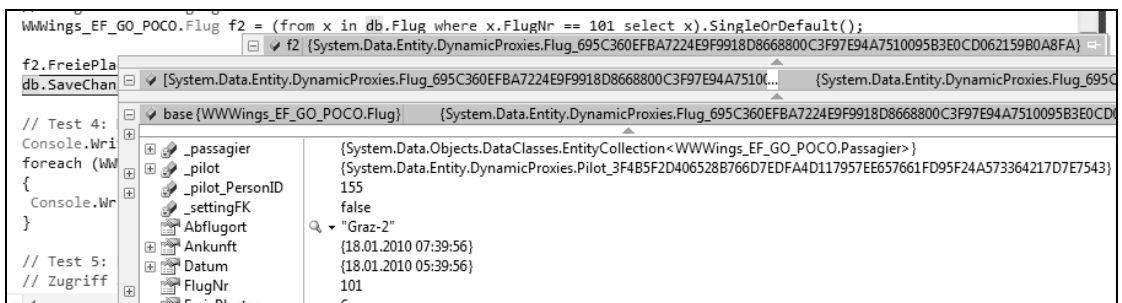 WWWings_EF_GO_POCO.Flug f2 = (from x in db.Flug where x.FlugNr == 101 select x).SingleOrDefault();
f2 {System.Data.Entity.DynamicProxies.Flug_695C360EFBA7224E9F9918D8668800C3F97E94A7510095B3E0CD062159B0A8FA}
f2.FreiePla
db.SaveChan [System.Data.Entity.DynamicProxies.Flug_695C360EFBA7224E9F9918D8668800C3F97E94A7510(... {System.Data.Entity.DynamicProxies.Flug_695C
base {WWWings_EF_GO_POCO.Flug} {System.Data.Entity.DynamicProxies.Flug_695C360EFBA7224E9F9918D8668800C3F97E94A7510095B3E0CD
// Test 4:
Console.Wri _passagier {System.Data.Objects.DataClasses.EntityCollection<WWWings_EF_GO_POCO.Passagier>}
foreach (WW _pilot {System.Data.Entity.DynamicProxies.Pilot_3F4B5F2D406528B766D7EDFA4D117957EE657661FD95F24A573364217D7E7543}
{ _pilot_PersonID 155
Console.Wr _settingFK false
} Abflugort "Graz-2"
Ankunft {18.01.2010 07:39:56}
// Test 5: Datum {18.01.2010 05:39:56}
// Zugriff FlugNr 101